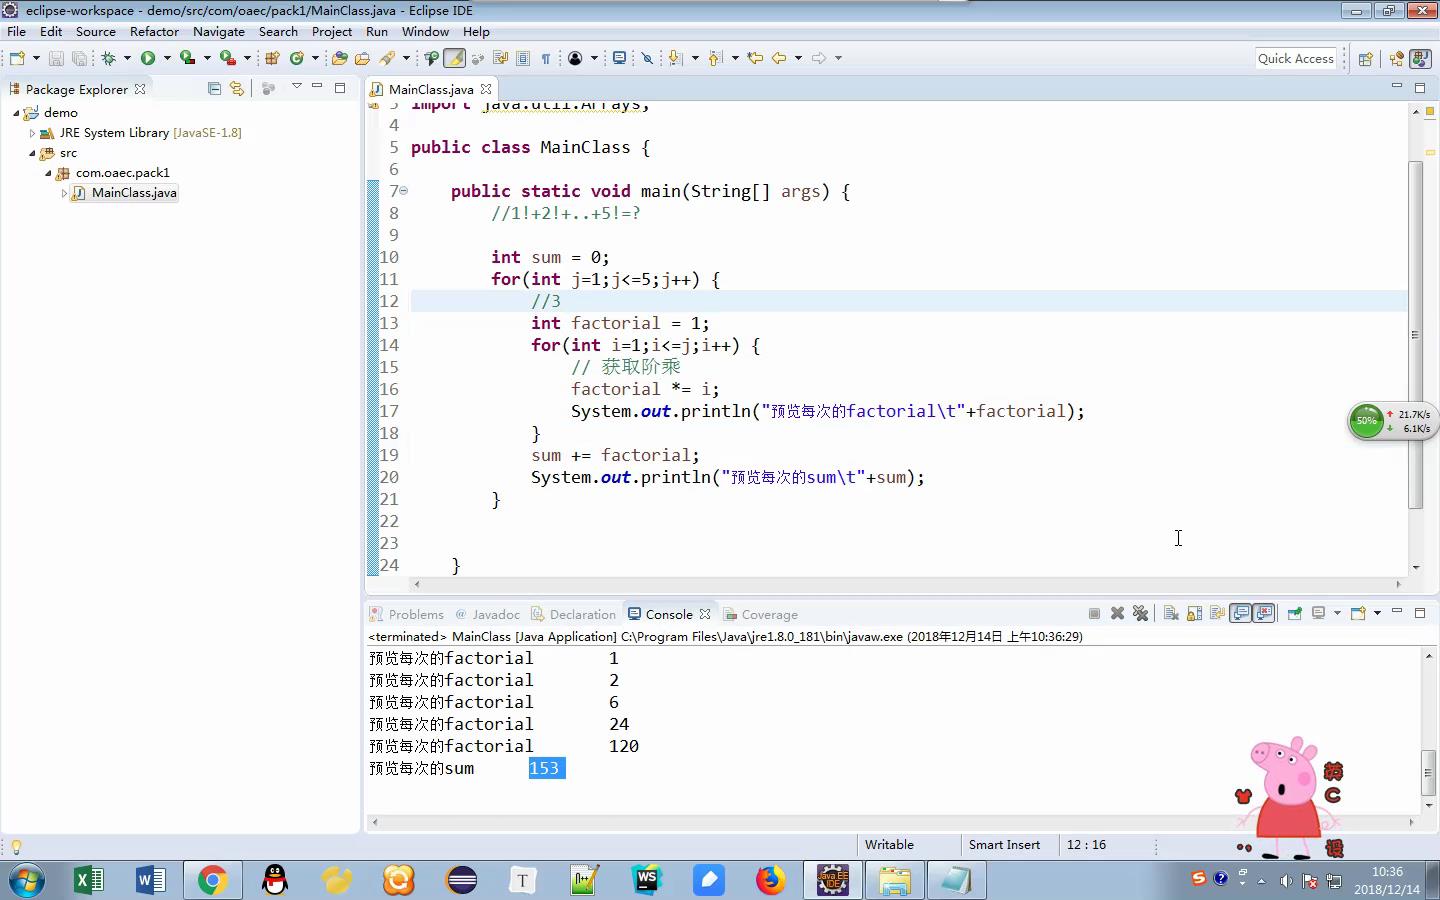 eclipse-workspace - demo/src/com/oaec/pack1/MainClass.java - Eclipse IDE
File Edit Source Refactor Navigate Search Project Run Window Help
Quick Access
Package Explorer
MainClass.java
demo
JRE System Library [JavaSE-1.8]
src
com.oaec.pack1
MainClass.java
3 import java.util.Arrays;
4
5 public class MainClass {
6
7 public static void main(String[] args) {
8 //1!+2!+..+5!=?
9
10 int sum = 0;
11 for(int j=1;j<=5;j++) {
12 //3
13 int factorial = 1;
14 for(int i=1;i<=j;i++) {
15 // 获取阶乘
16 factorial *= i;
17 System.out.println("预览每次的factorial\t"+factorial);
18 }
19 sum += factorial;
20 System.out.println("预览每次的sum\t"+sum);
21 }
22
23
24 }
50% 21.7K/s
6.1K/s
Problems @ Javadoc Declaration Console Coverage
<terminated> MainClass [Java Application] C:\Program Files\Java\jre1.8.0_181\bin\javaw.exe (2018年12月14日 上午10:36:29)
预览每次的factorial 1
预览每次的factorial 2
预览每次的factorial 6
预览每次的factorial 24
预览每次的factorial 120
预览每次的sum 153
英
设
Writable Smart Insert 12 : 16
10:36
2018/12/14